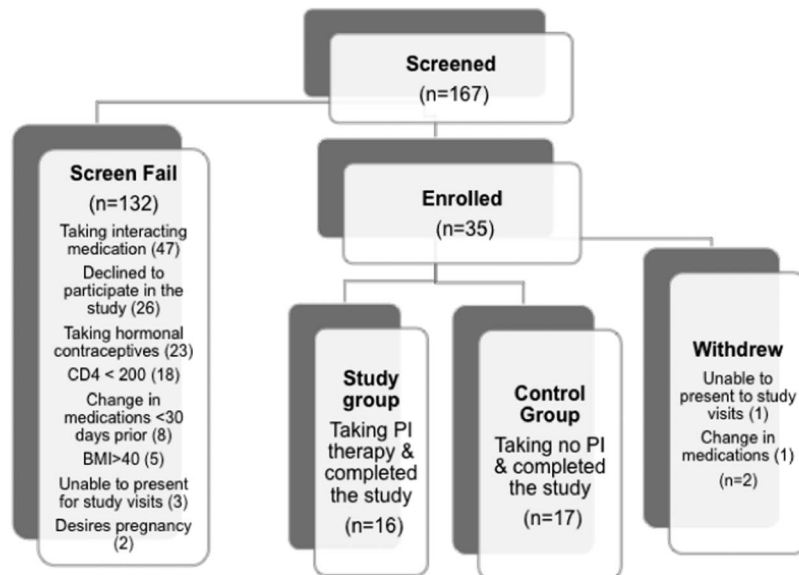 Screened
(n=167)
Screen Fail
(n=132)
Taking interacting
medication (47)
Declined to
participate in the
study (26)
Taking hormonal
contraceptives (23)
CD4 < 200 (18)
Change in
medications <30
days prior (8)
BMI>40 (5)
Unable to present
for study visits (3)
Desires pregnancy
(2)
Enrolled
(n=35)
Study
group
Taking PI
therapy &
completed
the study
(n=16)
Control
Group
Taking no PI
& completed
the study
(n=17)
Withdrew
Unable to
present to study
visits (1)
Change in
medications (1)
(n=2)